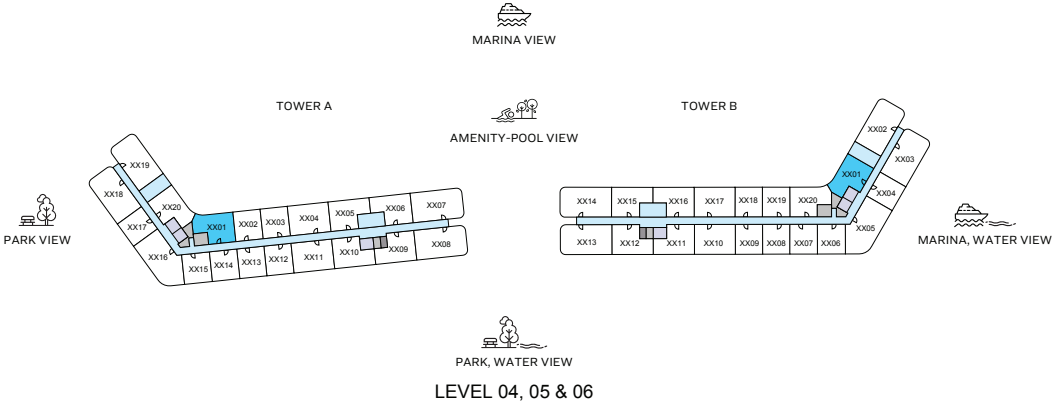 MARINA VIEW
TOWER A
TOWER B
AMENITY-POOL VIEW
PARK VIEW
MARINA, WATER VIEW
XX19
XX18
XX20
XX17
XX16
XX01
XX02
XX03
XX04
XX05
XX06
XX07
XX15
XX14
XX13
XX12
XX11
XX10
XX09
XX08
XX02
XX03
XX01
XX04
XX05
XX14
XX15
XX16
XX17
XX18
XX19
XX20
XX13
XX12
XX11
XX10
XX09
XX08
XX07
XX06
PARK, WATER VIEW
LEVEL 04, 05 & 06